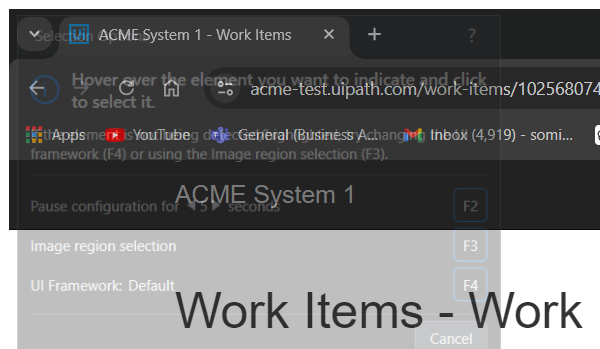 Selection Options
?
ACME System 1 - Work Items
Hover over the element you want to indicate and click
to select it.
acme-test.uipath.com/work-items/102568074
Apps
YouTube
General (Business A...
Inbox (4,919) - somi...
If the element is not being detected/highlighted, try changing the UI
framework (F4) or using the Image region selection (F3).
ACME System 1
Pause configuration for 5 seconds
F2
Image region selection
F3
UI Framework: Default
F4
Work Items - Work
Cancel